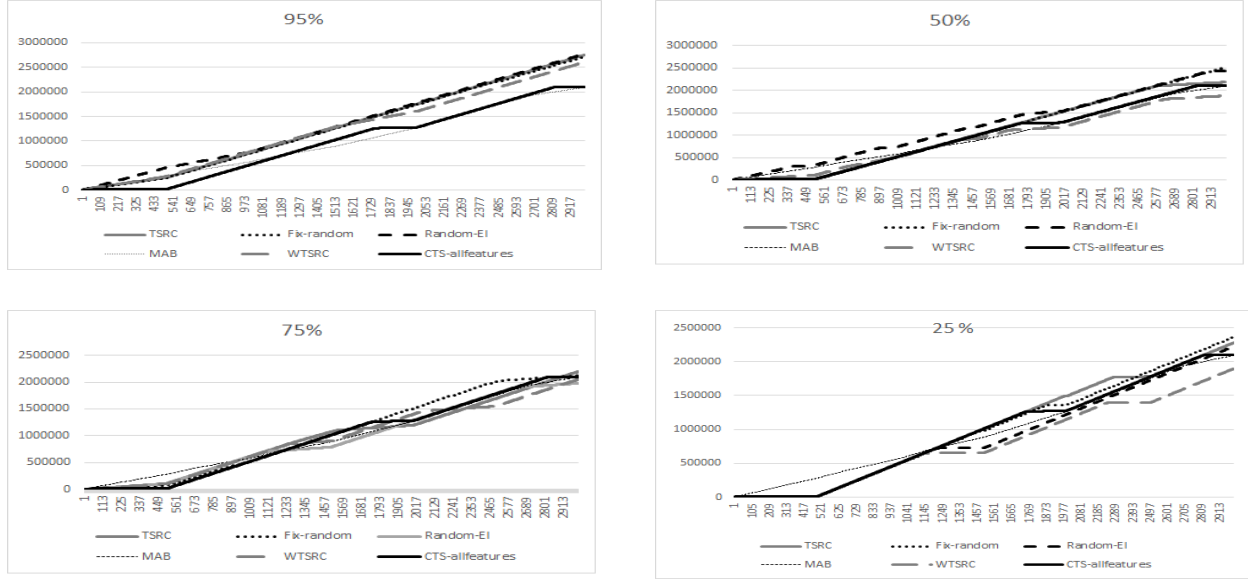 95%
3000000
2500000
2000000
1500000
1000000
500000
0
1 109 217 325 433 541 649 757 865 973 1081 1189 1297 1405 1513 1621 1729 1837 1945 2053 2161 2269 2377 2485 2593 2701 2809 2917
TSRC Fix-random Random-EI
MAB WTSRC CTS-allfeatures
50%
3000000
2500000
2000000
1500000
1000000
500000
0
1 113 225 337 449 561 673 785 897 1009 1121 1233 1345 1457 1569 1681 1793 1905 2017 2129 2241 2353 2465 2577 2689 2801 2913
TSRC Fix-random Random-EI
MAB WTSRC CTS-allfeatures
75%
2500000
2000000
1500000
1000000
500000
0
1 113 225 337 449 561 673 785 897 1009 1121 1233 1345 1457 1569 1681 1793 1905 2017 2129 2241 2353 2465 2577 2689 2801 2913
TSRC Fix-random Random-EI
MAB WTSRC CTS-allfeatures
25 %
2500000
2000000
1500000
1000000
500000
0
1 105 209 313 417 521 625 729 833 937 1041 1145 1249 1353 1457 1561 1665 1769 1873 1977 2081 2185 2289 2393 2497 2601 2705 2809 2913
TSRC Fix-random Random-EI
MAB WTSRC CTS-allfeatures